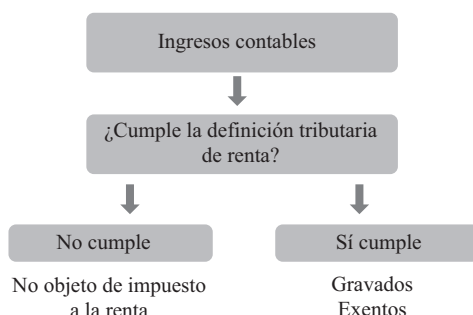 Ingresos contables
¿Cumple la definición tributaria
de renta?
No cumple
Sí cumple
No objeto de impuesto
a la renta
Gravados
Exentos